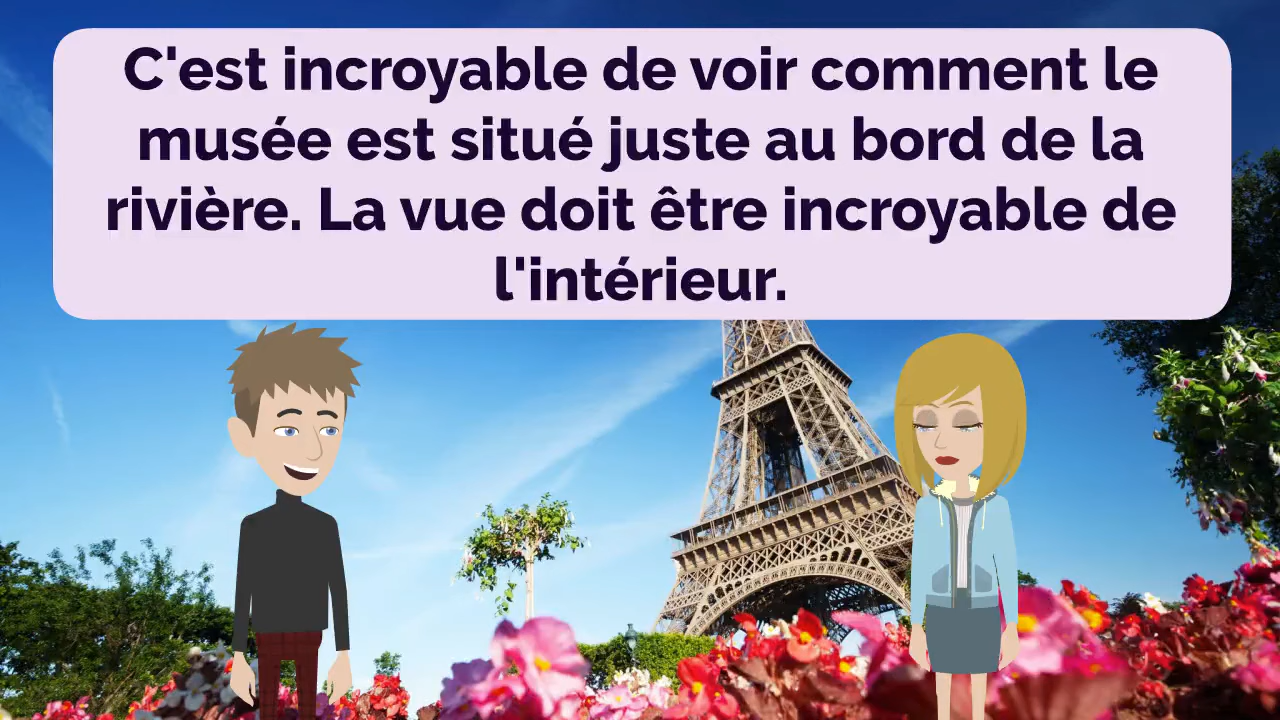 C'est incroyable de voir comment le
musée est situé juste au bord de la
rivière. La vue doit être incroyable de
l'intérieur.